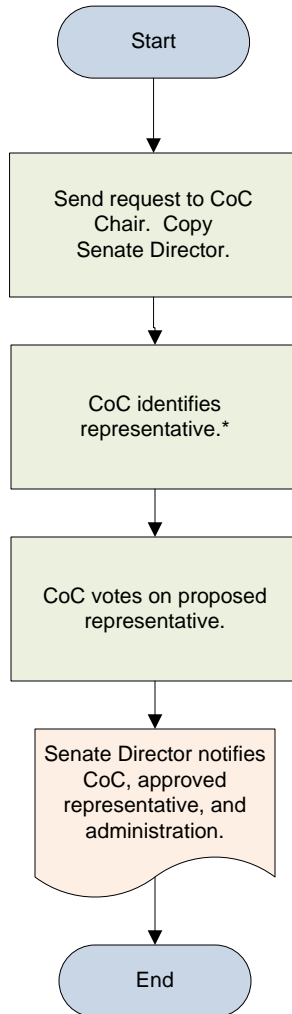 Start
Send request to CoC
Chair.  Copy
Senate Director.
CoC identifies
representative.*
CoC votes on proposed
representative.
Senate Director notifies
CoC, approved
representative, and
administration.
End